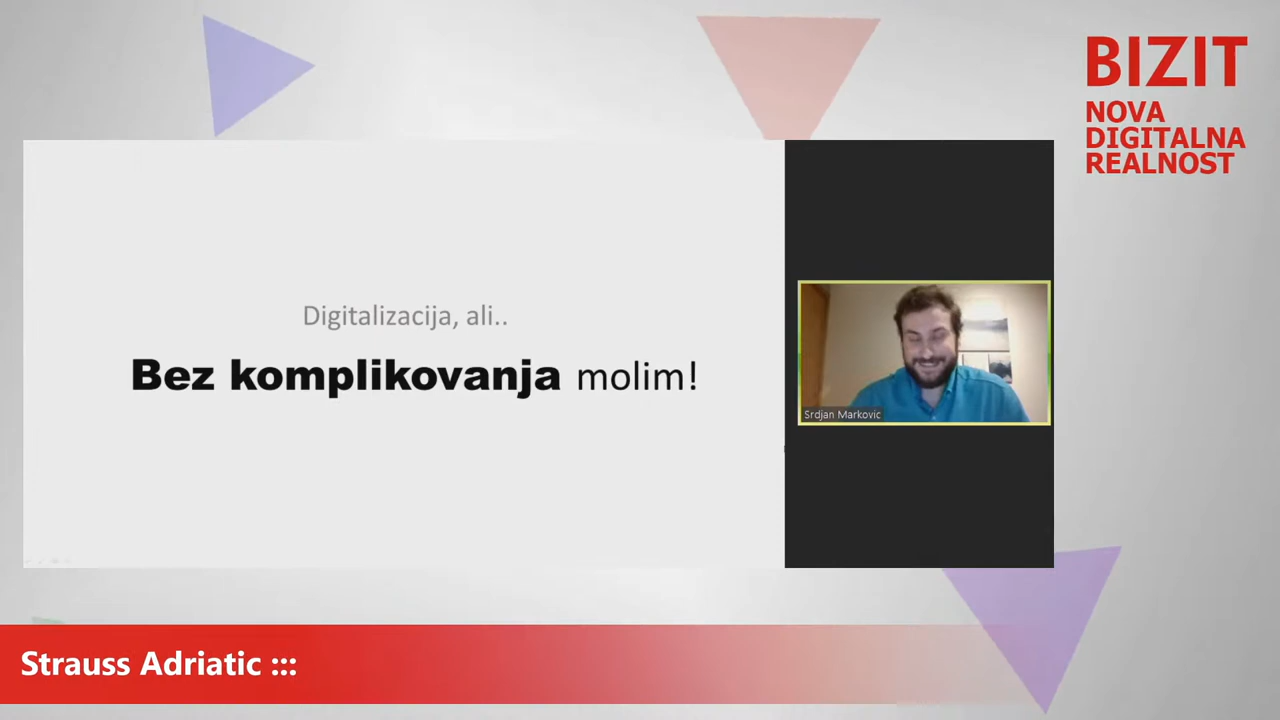 BIZIT
NOVA
DIGITALNA
REALNOST
Digitalizacija, ali..
Bez komplikovanja molim!
Srdjan Markovic
Strauss Adriatic :::